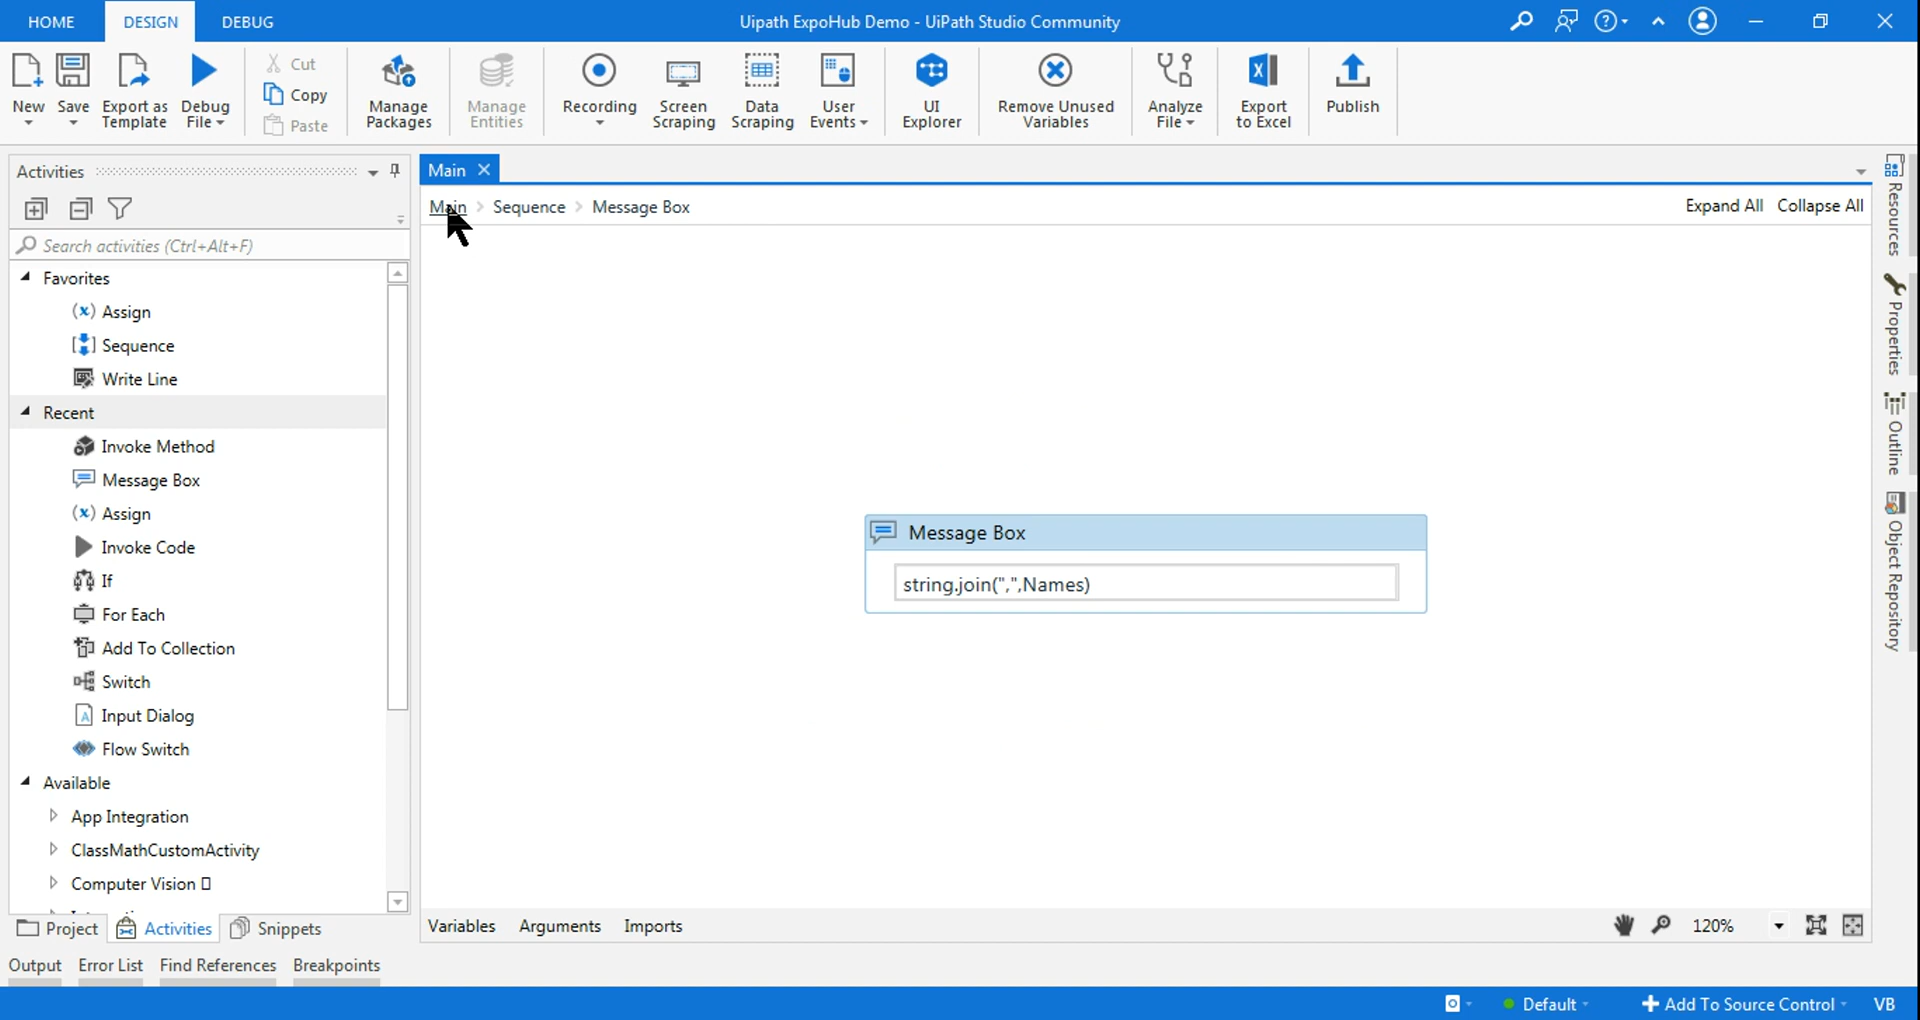 HOME DESIGN DEBUG Uipath ExpoHub Demo - UiPath Studio Community
New Save Export as Template Debug File
Cut
Copy
Paste
Manage Packages
Manage Entities
Recording Screen Scraping Data Scraping User Events
UI Explorer
Remove Unused Variables
Analyze File
Export to Excel
Publish
Activities
Search activities (Ctrl+Alt+F)
Favorites
Assign
Sequence
Write Line
Recent
Invoke Method
Message Box
Assign
Invoke Code
If
For Each
Add To Collection
Switch
Input Dialog
Flow Switch
Available
App Integration
ClassMathCustomActivity
Computer Vision
Project Activities Snippets
Main
Main Sequence Message Box Expand All Collapse All
Message Box
string.join(",",Names)
Variables Arguments Imports 120%
Resources
Properties
Outline
Object Repository
Output Error List Find References Breakpoints
Default Add To Source Control VB